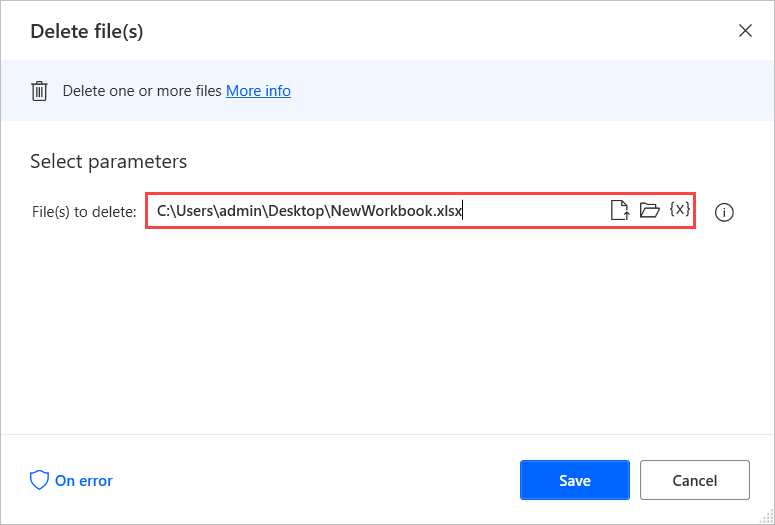 Delete file(s)
Delete one or more files More info
Select parameters
File(s) to delete: C:\Users\admin\Desktop\NewWorkbook.xlsx {x}
On error Save Cancel